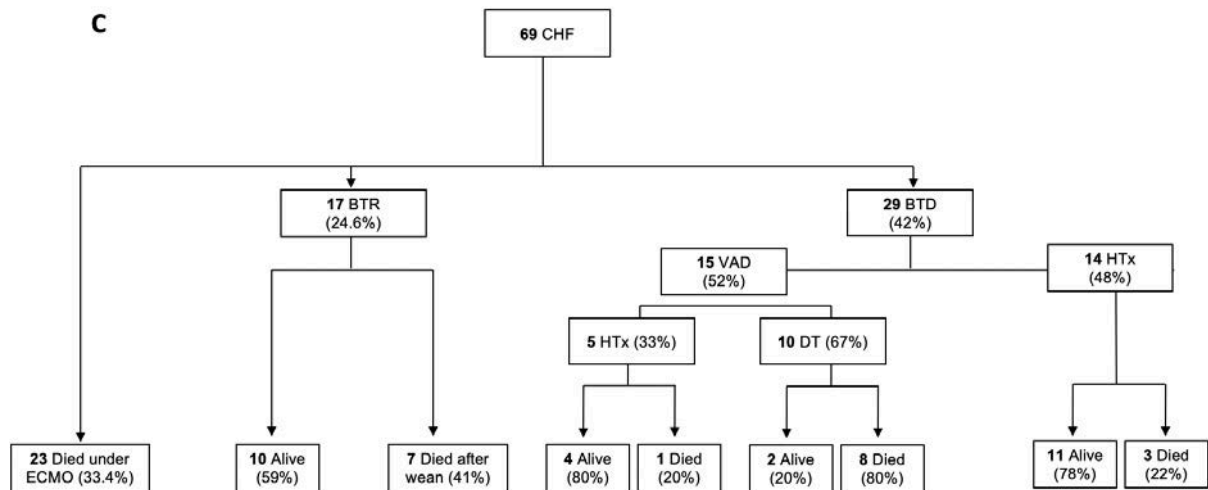 C
69 CHF
17 BTR
(24.6%)
29 BTD
(42%)
15 VAD
(52%)
14 HTx
(48%)
5 HTx (33%)
10 DT (67%)
23 Died under
ECMO (33.4%)
10 Alive
(59%)
7 Died after
wean (41%)
4 Alive
(80%)
1 Died
(20%)
2 Alive
(20%)
8 Died
(80%)
11 Alive
(78%)
3 Died
(22%)